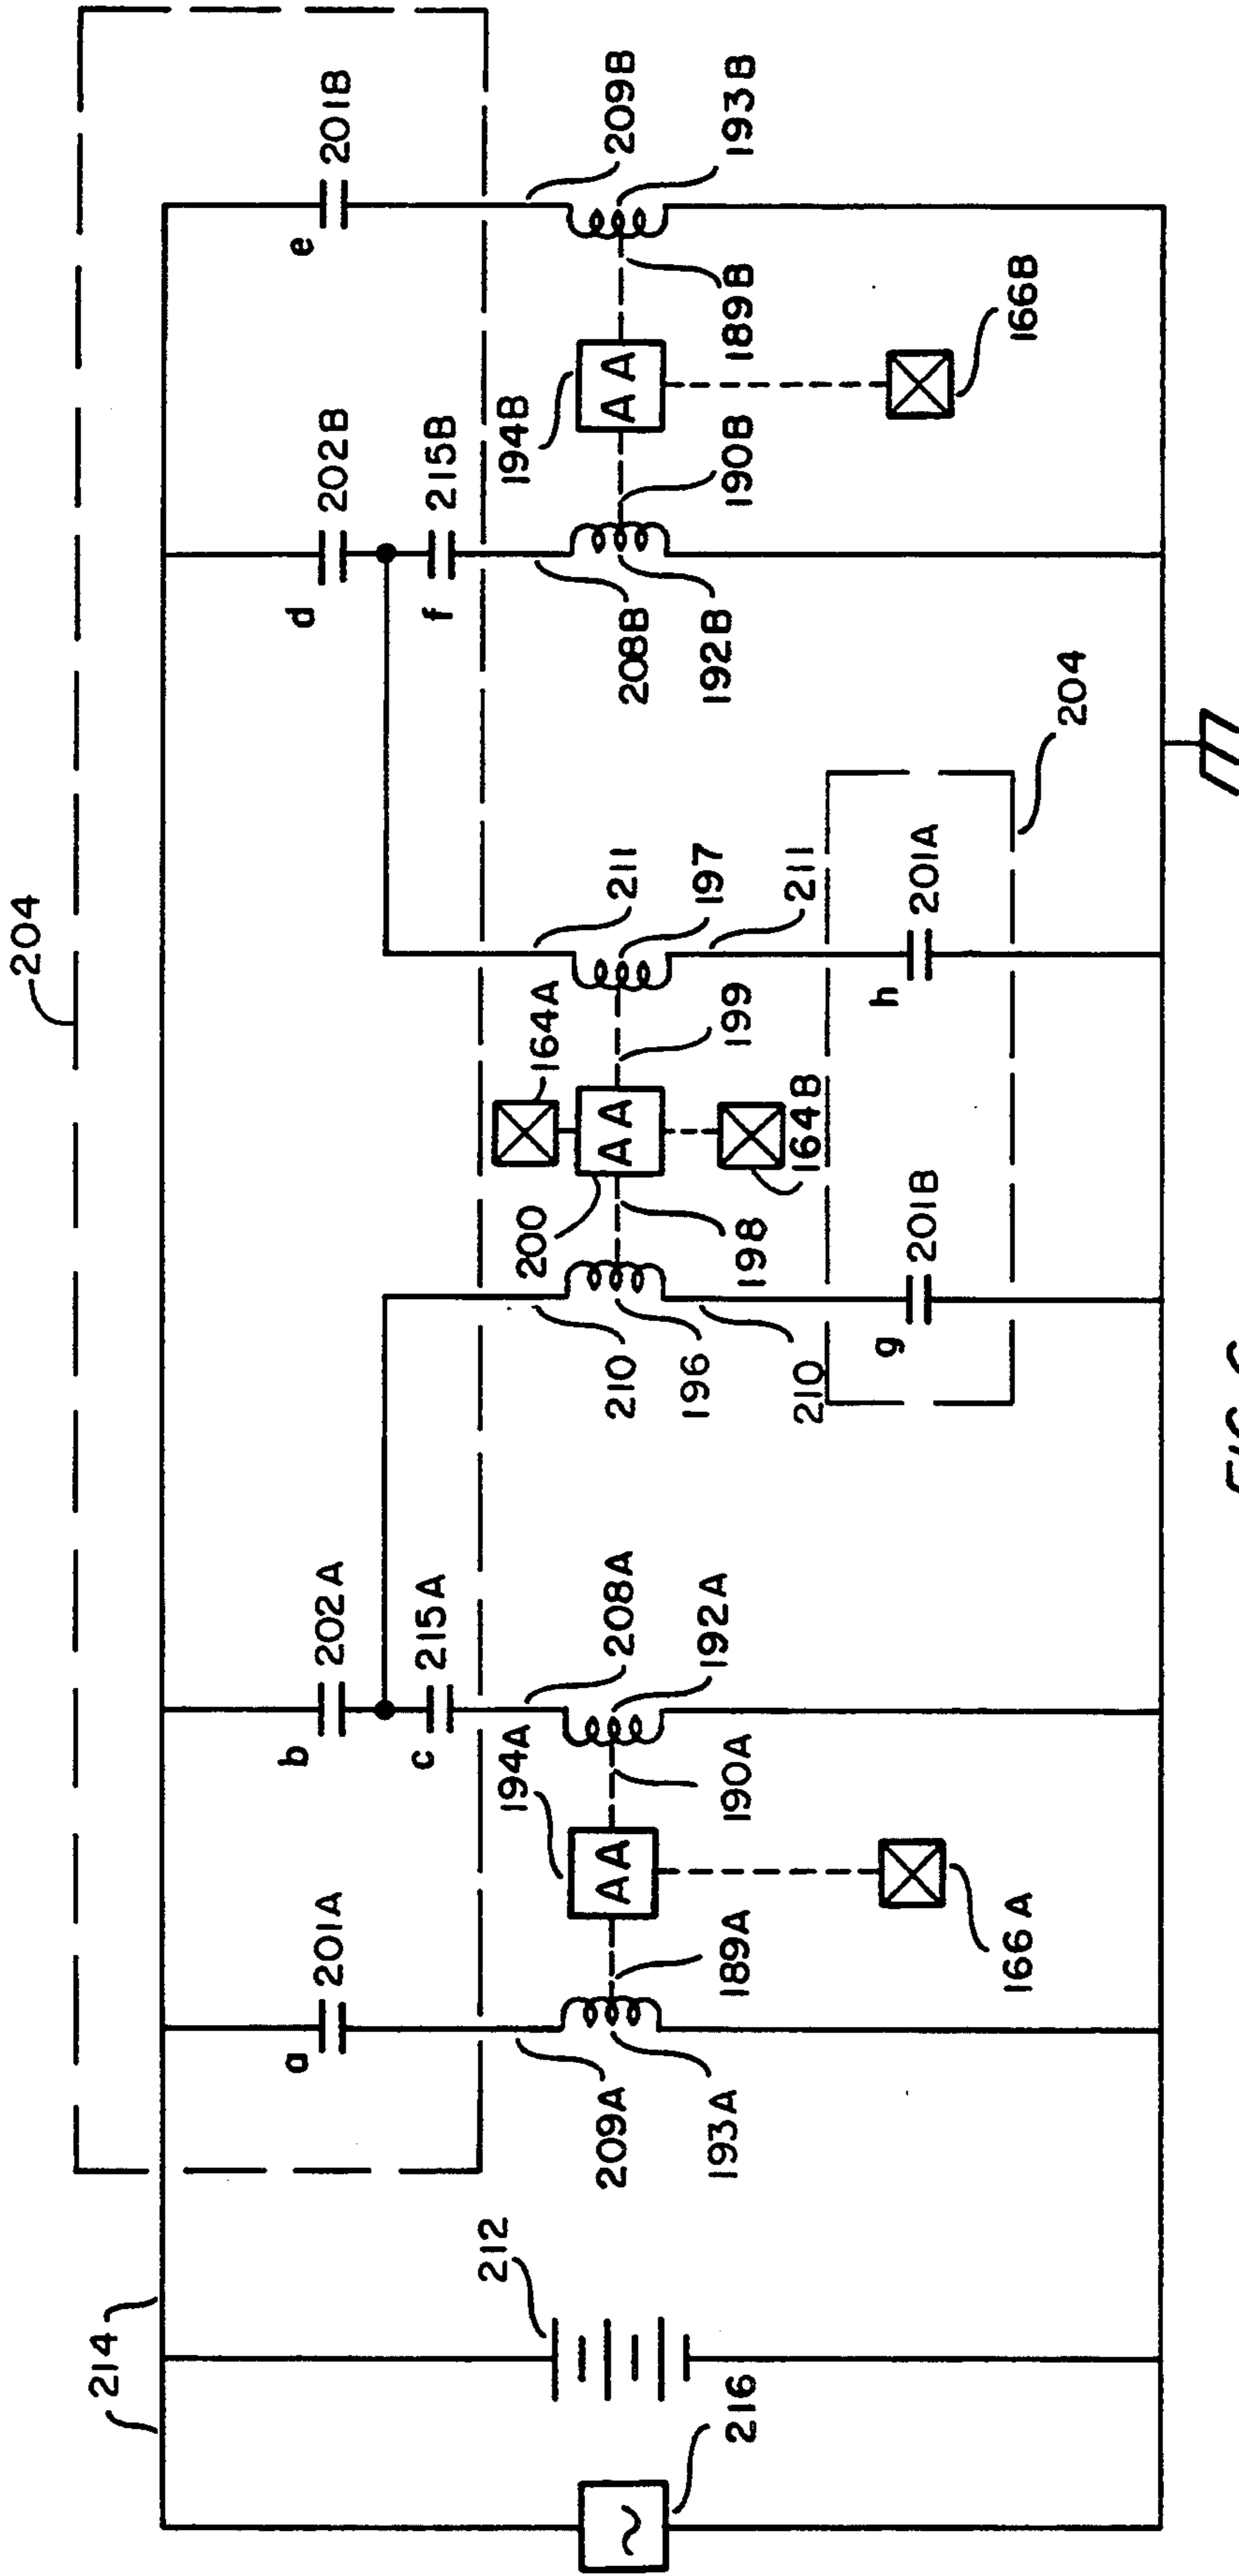 204
214
a
201A
b
202A
d
202B
e
201B
c
215A
f
215B
212
194A
200
164A
194B
209A
208A
210
211
208B
209B
AA
AA
AA
193A
192A
196
197
192B
193B
216
189A
190A
198
199
190B
189B
210
164B
211
g
201B
h
201A
166A
204
166B